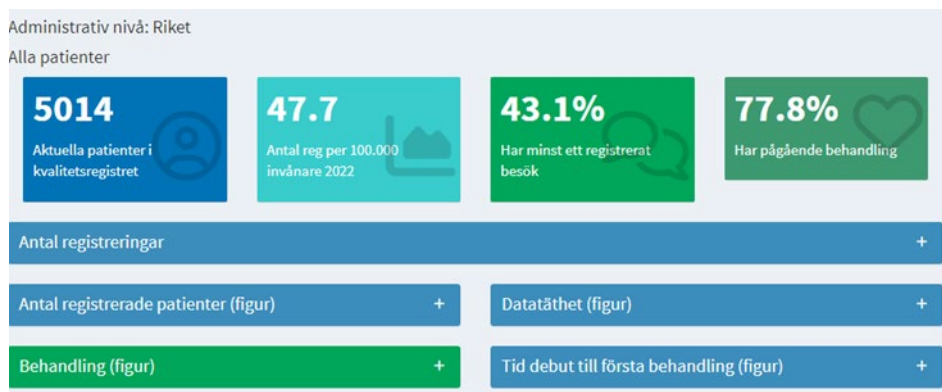 Administrativ nivå: Riket
Alla patienter
5014
Aktuella patienter i
kvalitetsregistret
47.7
Antal reg per 100.000
invånare 2022
43.1%
Har minst ett registrerat
besök
77.8%
Har pågående behandling
Antal registreringar +
Antal registrerade patienter (figur) +
Datatäthet (figur) +
Behandling (figur) +
Tid debut till första behandling (figur) +